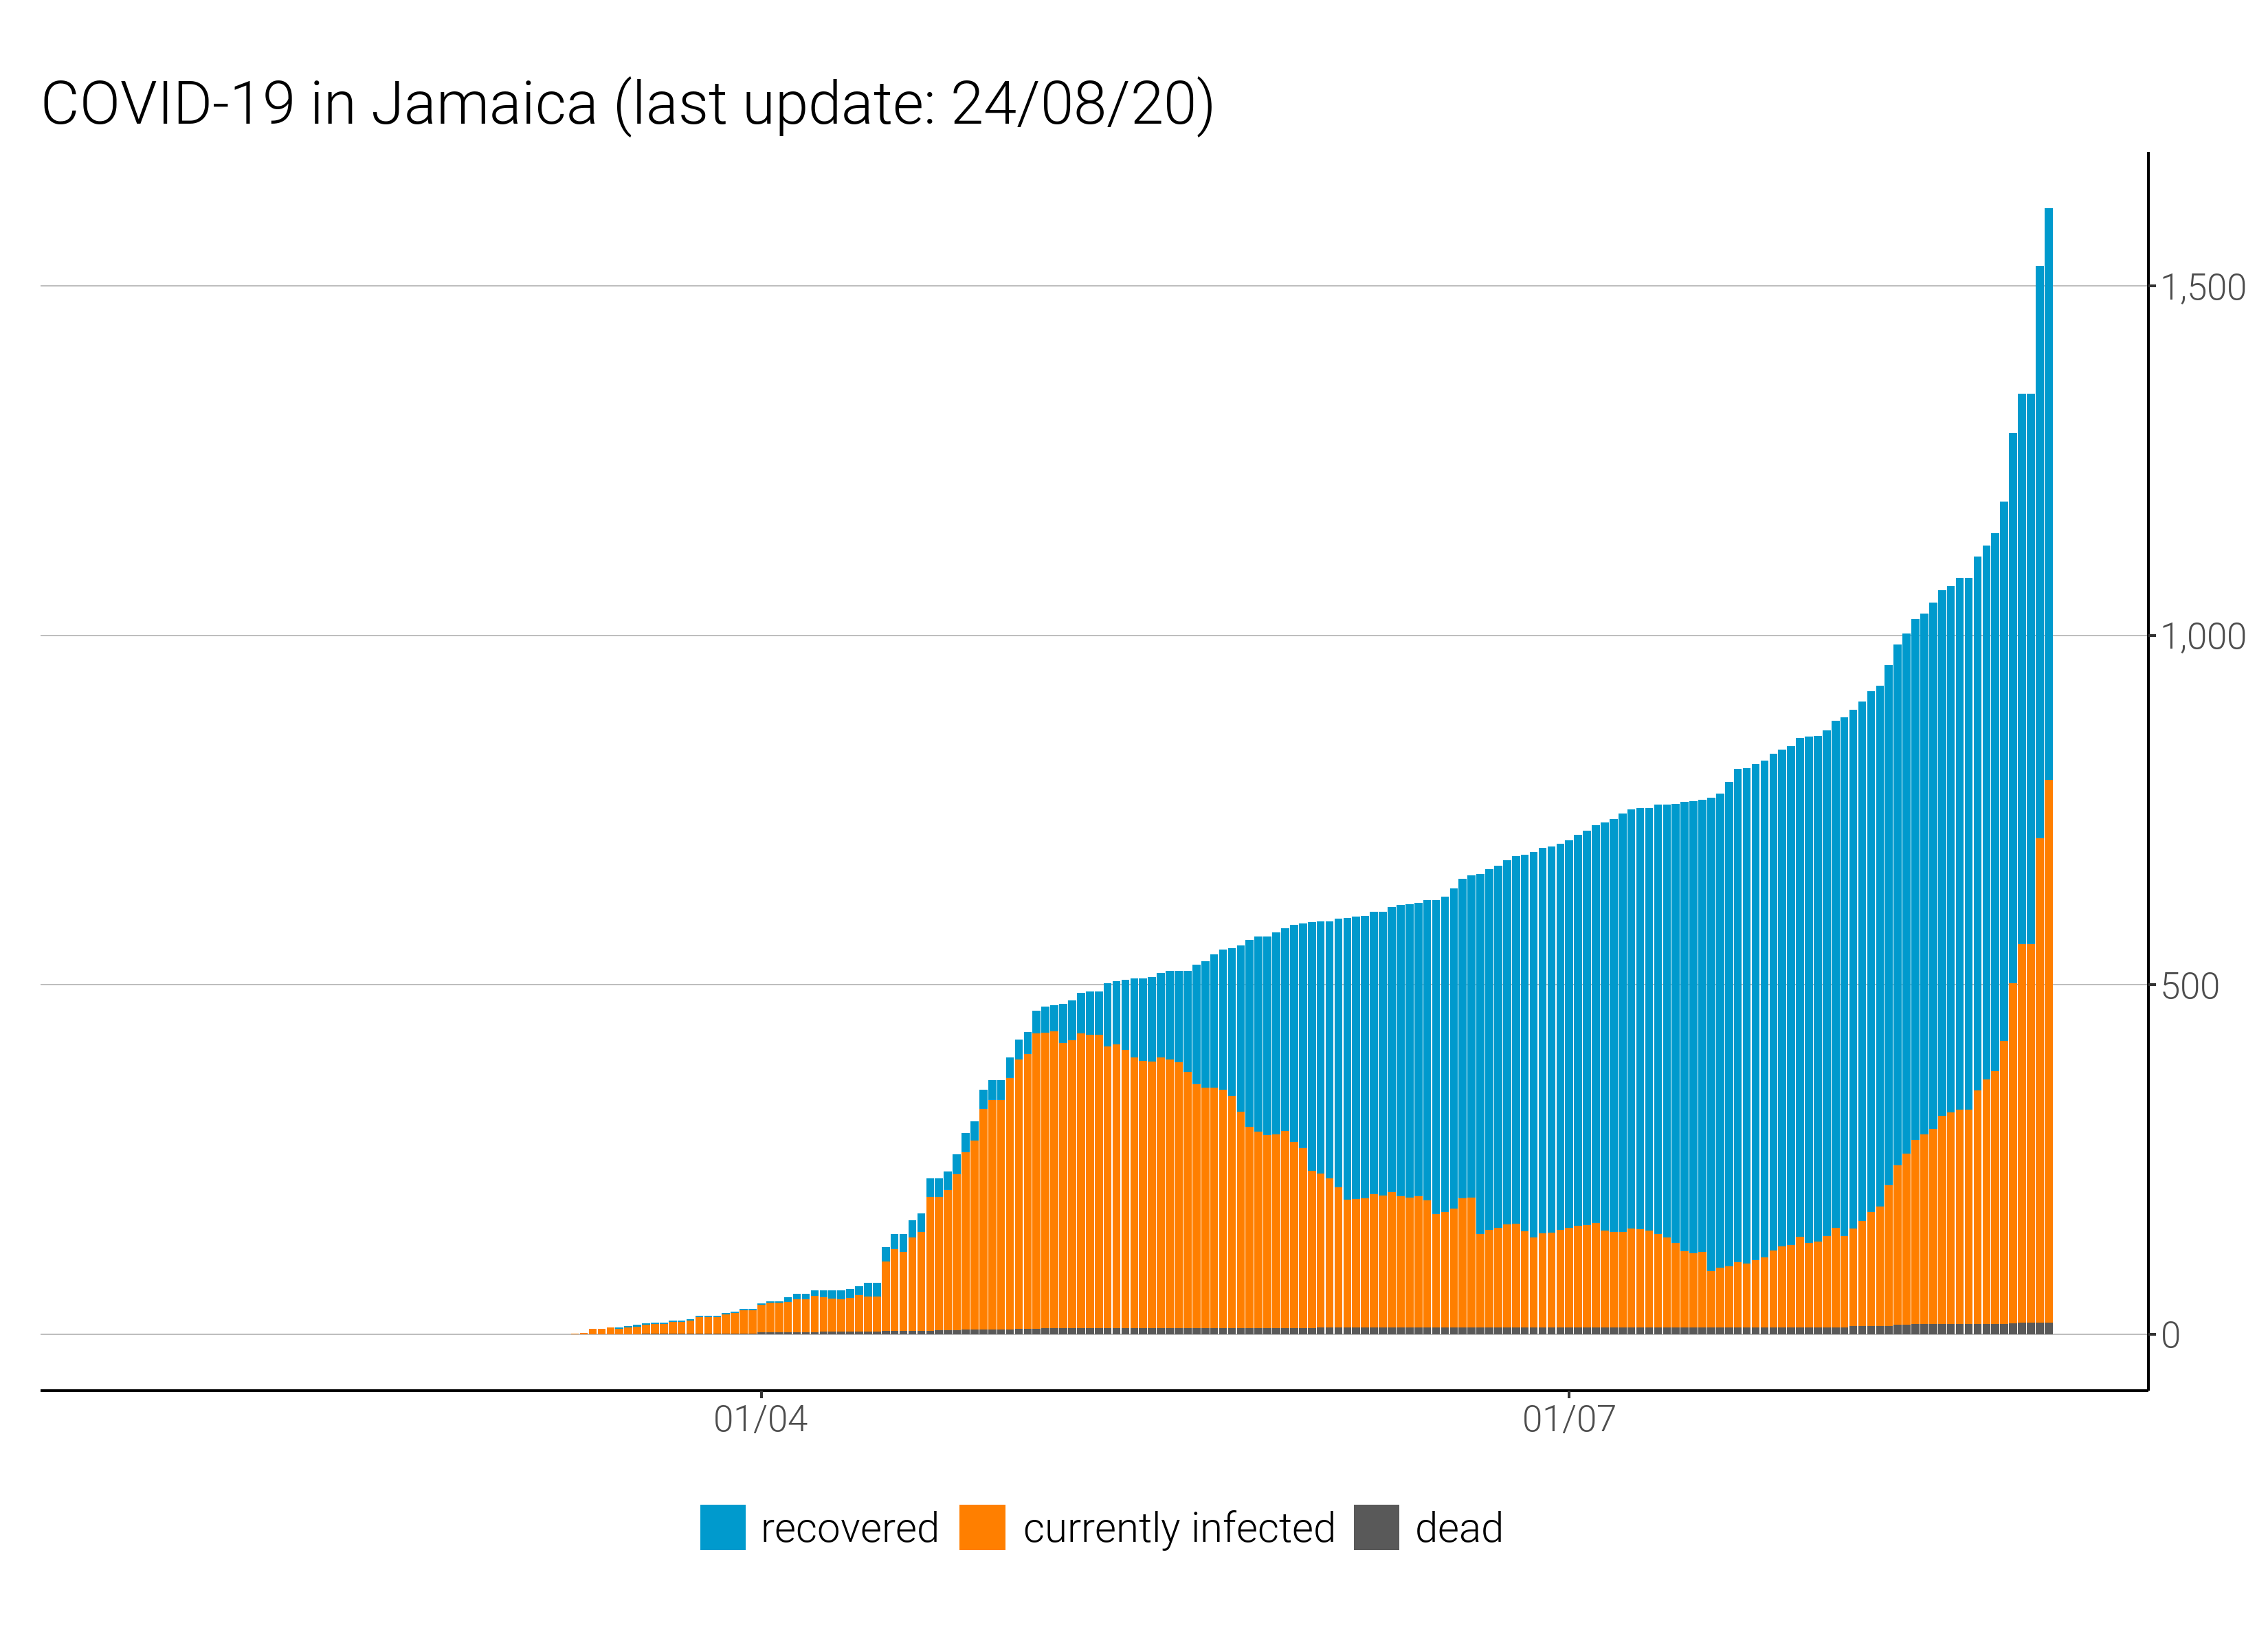 COVID-19 in Jamaica (last update: 24/08/20)
1,500
1,000
500
0
01/04 01/07
recovered currently infected dead